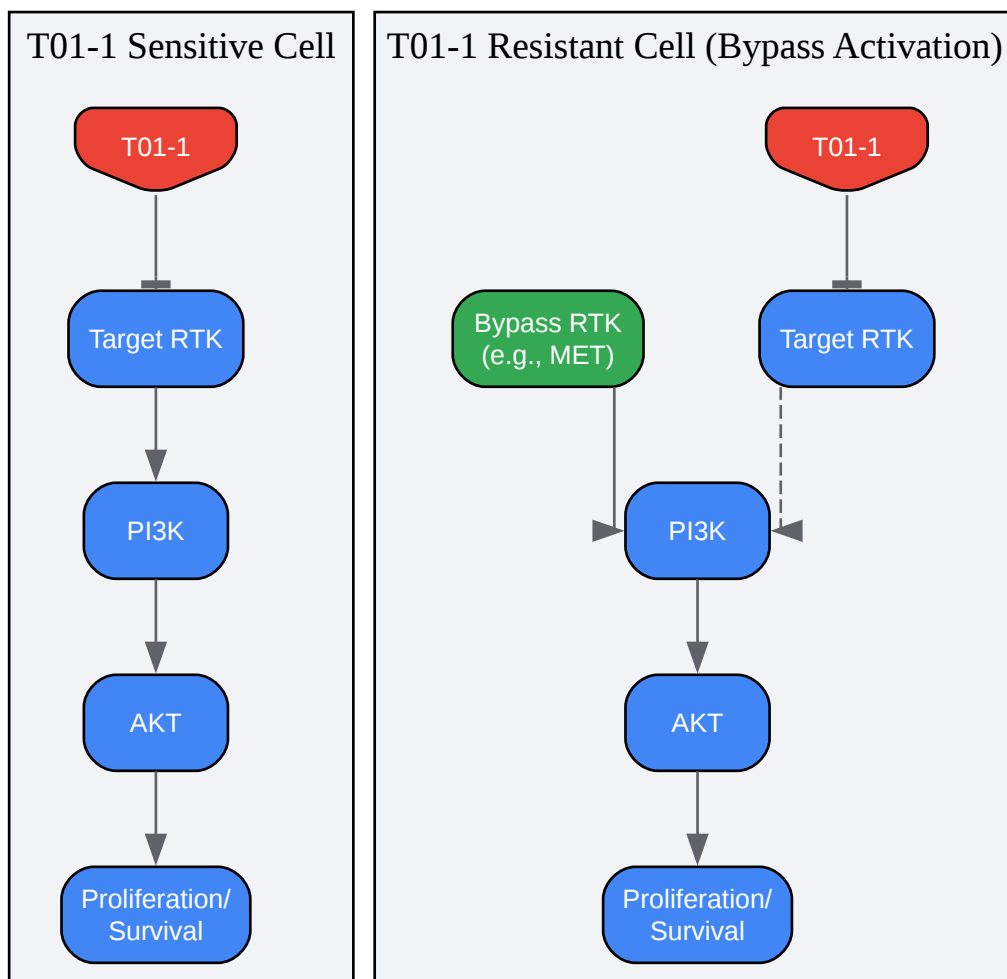 T01-1 Sensitive Cell
T01-1
Target RTK
PI3K
AKT
Proliferation/
Survival
T01-1 Resistant Cell (Bypass Activation)
T01-1
Bypass RTK
(e.g., MET)
Target RTK
PI3K
AKT
Proliferation/
Survival